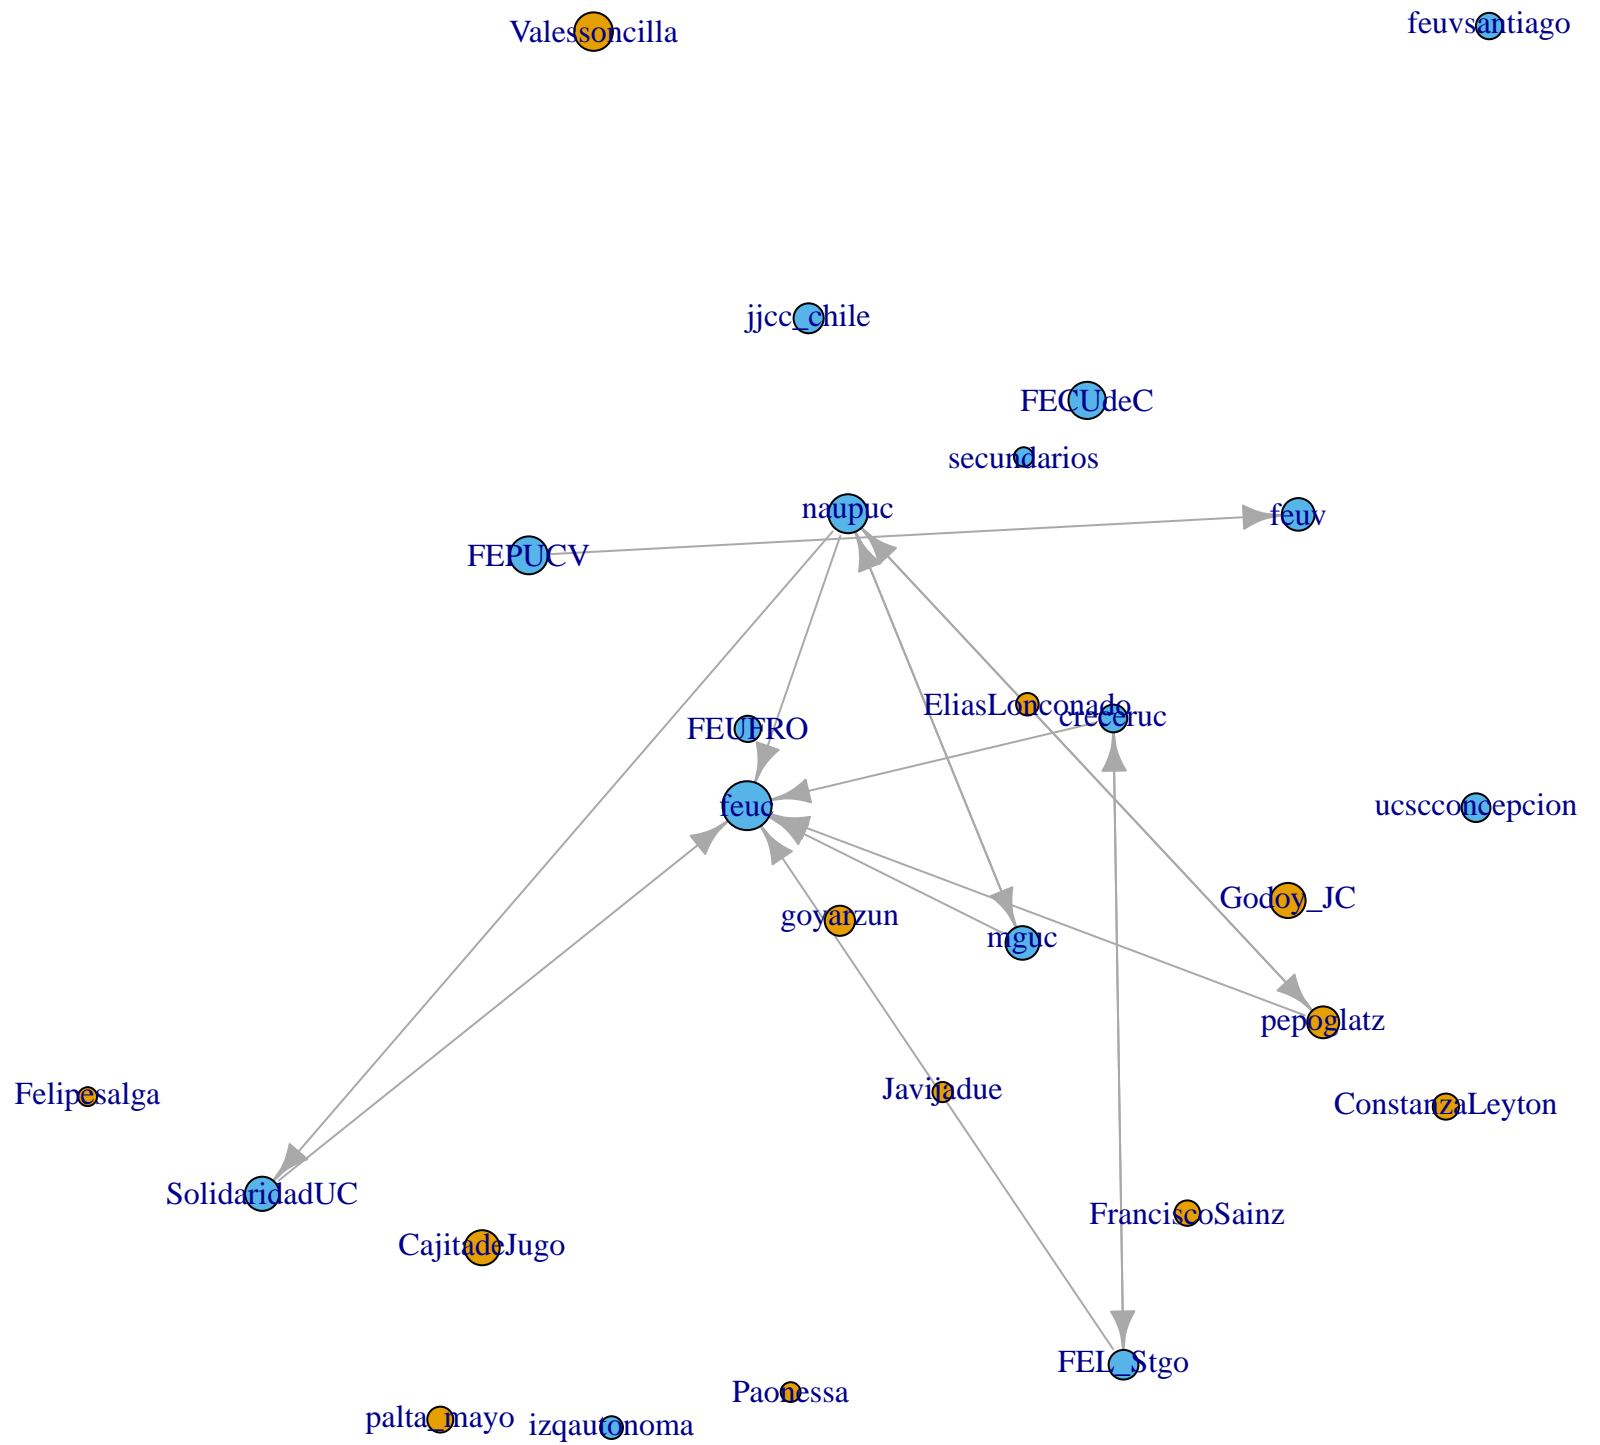 feuvsantiago
Valessoncilla
jjcc_chile
FECUdeC
secundarios
naupuc
feuv
FEPUCV
EliasLonconado
creceruc
FEUFRO
feuc
ucscconcepcion
Godoy_JC
goyarzun
mguc
pepoglatz
Javijadue
Felipesalga
ConstanzaLeyton
SolidaridadUC
FranciscoSainz
CajitadeJugo
FEL_Stgo
Paonessa
palta_mayo
izqautonoma